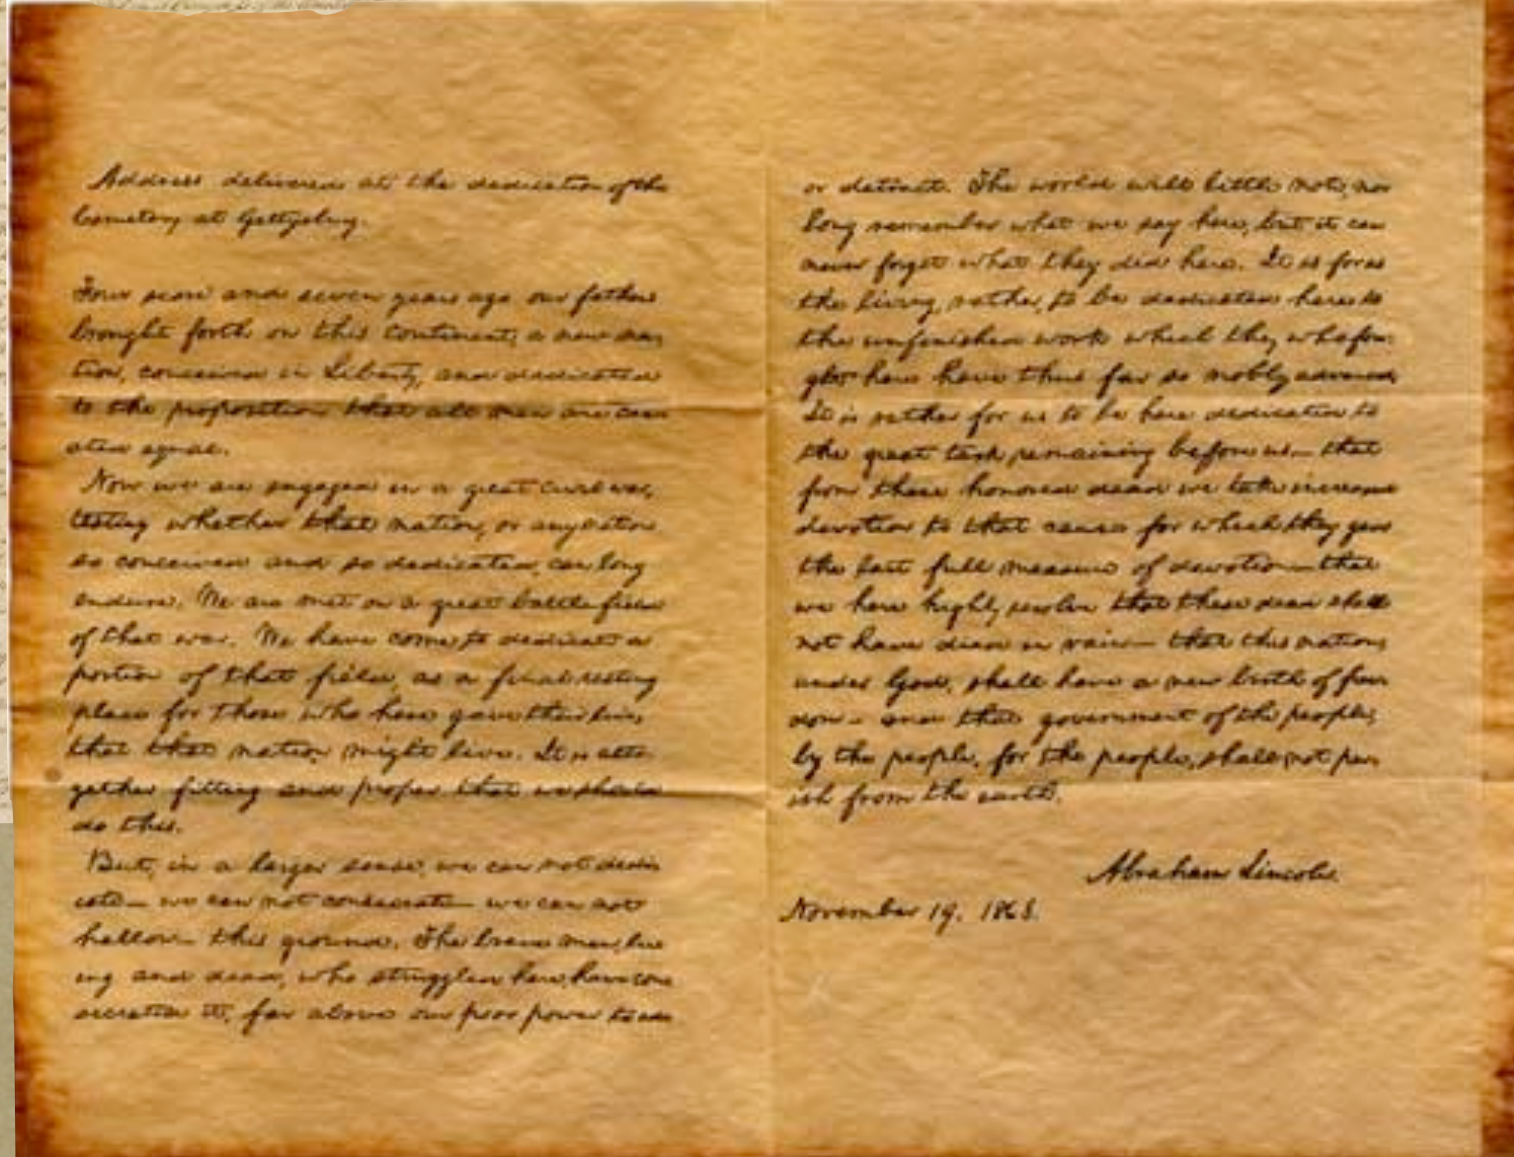 Address delivered at the dedication of the
Cemetery at Gettysburg.
Four score and seven years ago our fathers
brought forth on this continent, a new na-
tion, conceived in Liberty, and dedicated
to the proposition that all men are cre-
ated equal.
Now we are engaged in a great civil war,
testing whether that nation, or any nation
so conceived and so dedicated, can long
endure. We are met on a great battle-field
of that war. We have come to dedicate a
portion of that field, as a final resting
place for those who here gave their lives,
that that nation might live. It is alto-
gether fitting and proper that we should
do this.
But, in a larger sense, we can not dedi-
cate— we can not consecrate— we can not
hallow— this ground. The brave men, liv-
ing and dead, who struggled here, have con-
secrated it, far above our poor power to add
or detract. The world will little note, nor
long remember what we say here, but it can
never forget what they did here. It is for us
the living, rather, to be dedicated here to
the unfinished work which they who fou-
ght here have thus far so nobly advanced.
It is rather for us to be here dedicated to
the great task remaining before us— that
from these honored dead we take increased
devotion to that cause for which they gave
the last full measure of devotion— that
we here highly resolve that these dead shall
not have died in vain— that this nation,
under God, shall have a new birth of free-
dom— and that government of the people,
by the people, for the people, shall not per-
ish from the earth.
Abraham Lincoln.
November 19. 1863.